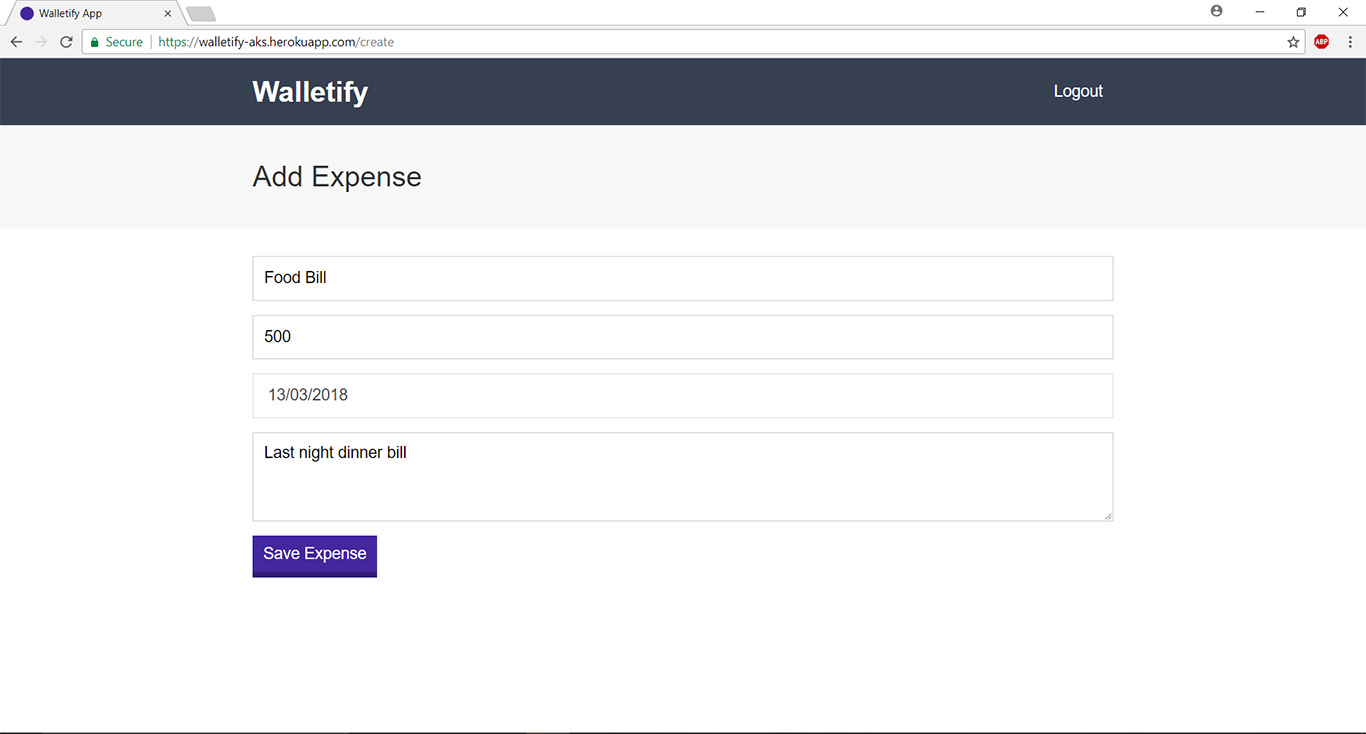 Walletify App
Secure https://walletify-aks.herokuapp.com/create
ABP
Walletify
Logout
Add Expense
Food Bill
500
13/03/2018
Last night dinner bill
Save Expense